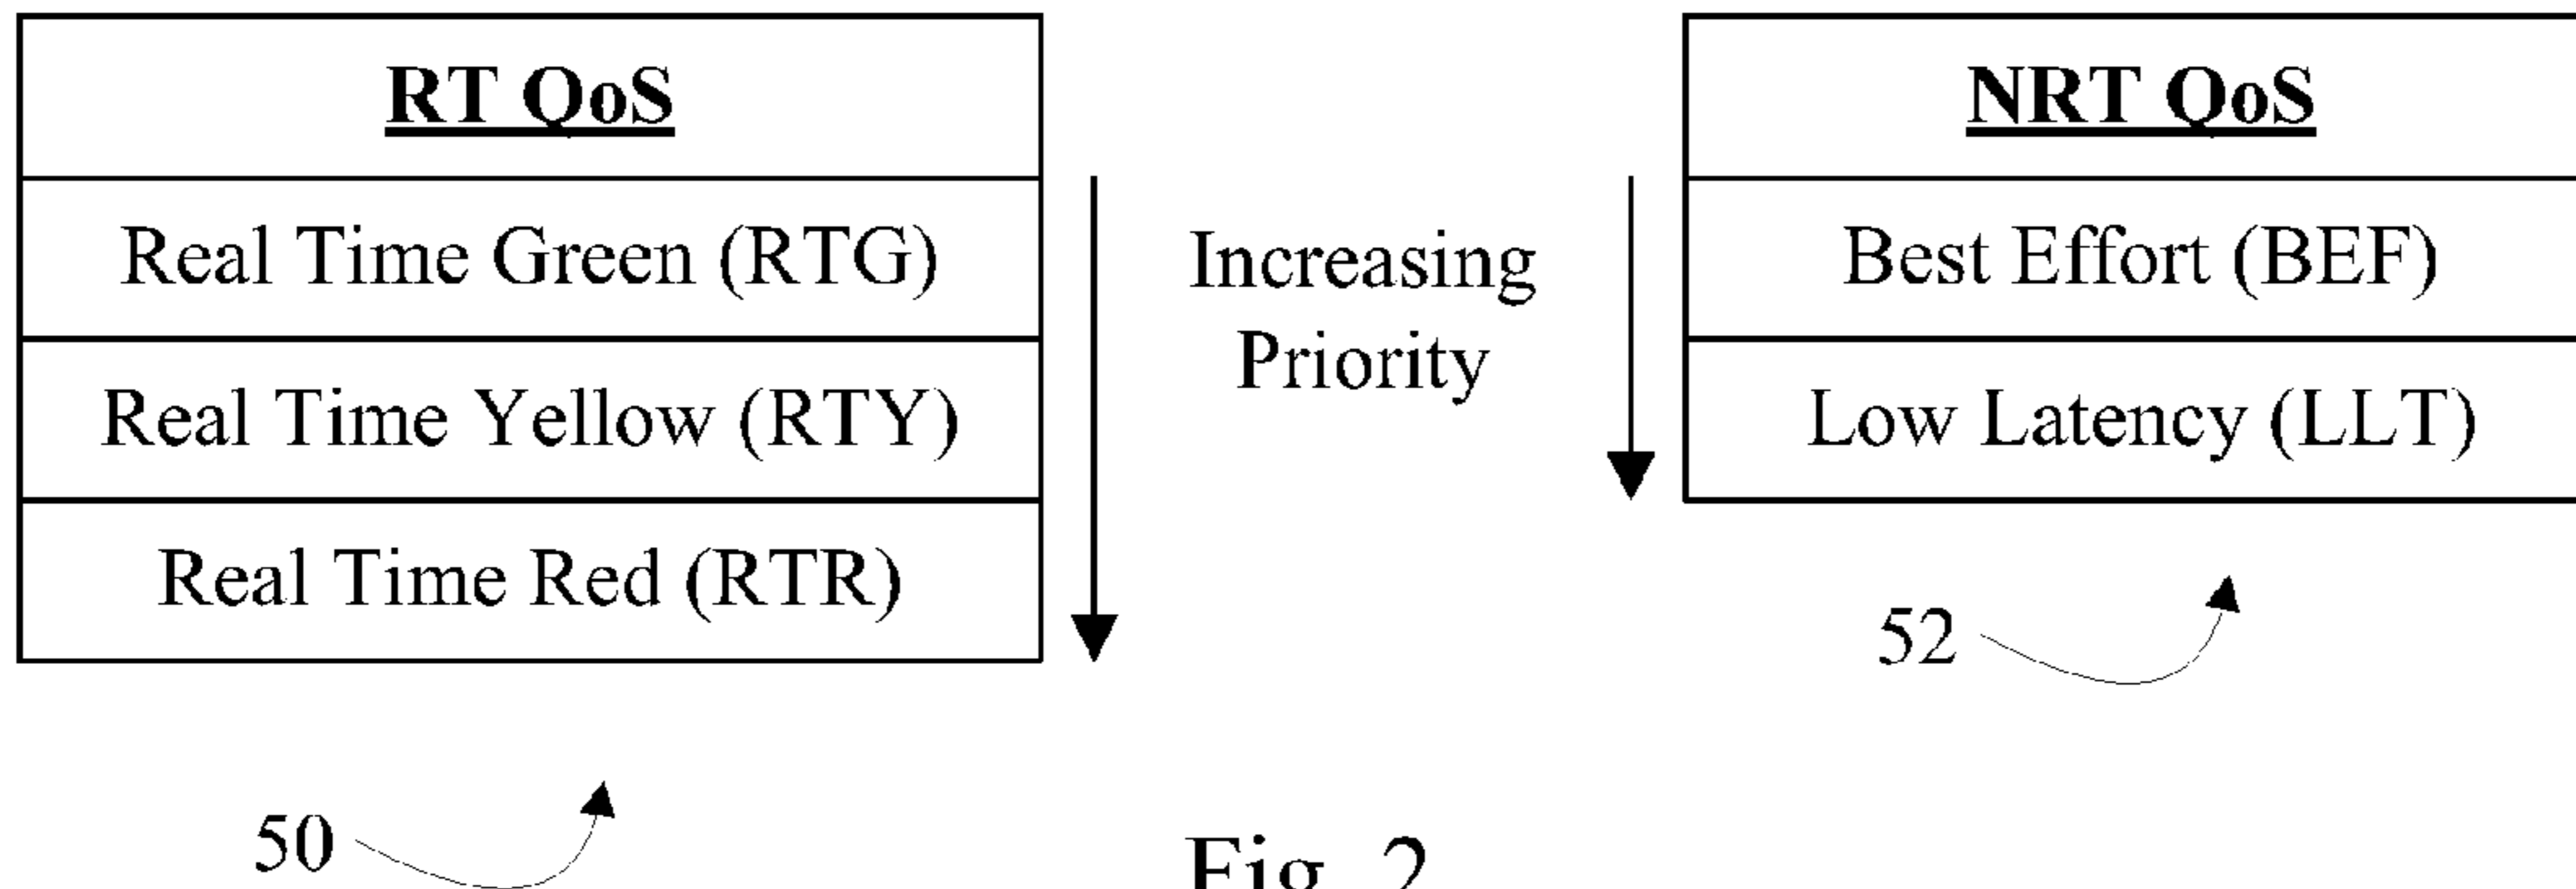 RT QoS
Real Time Green (RTG)
Real Time Yellow (RTY)
Real Time Red (RTR)
50
Increasing
Priority
NRT QoS
Best Effort (BEF)
Low Latency (LLT)
52
Fig. 2